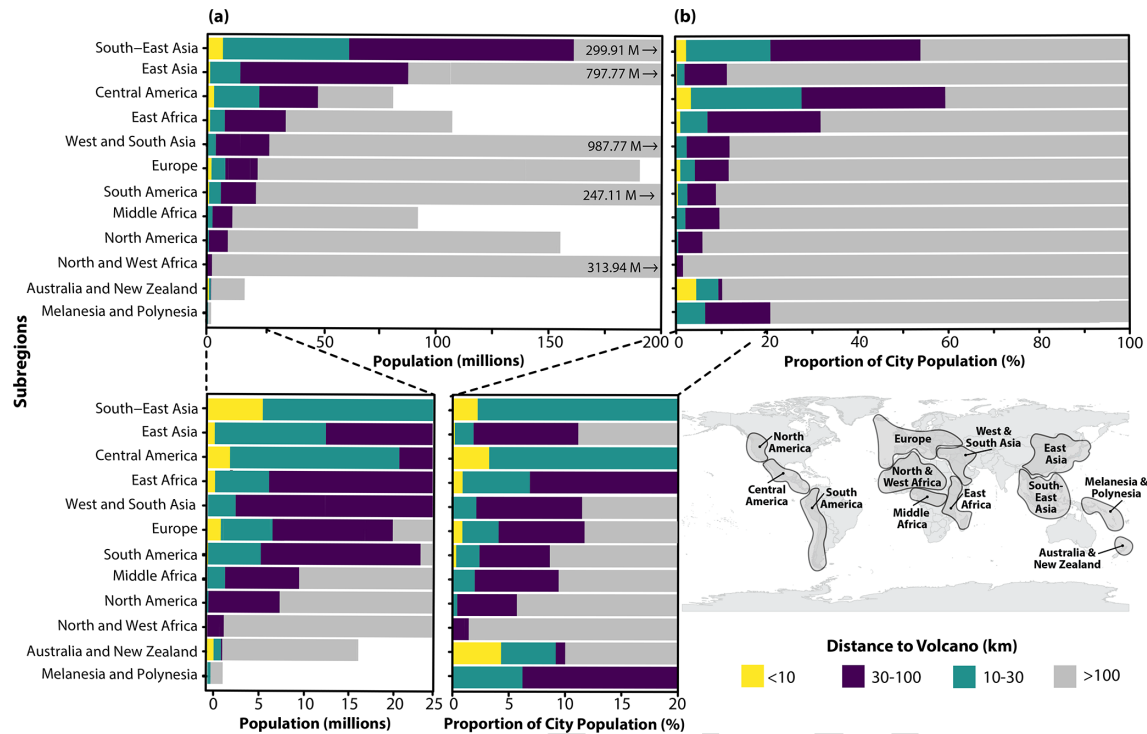 (a)
(b)
South–East Asia
East Asia
Central America
East Africa
West and South Asia
Europe
South America
Middle Africa
North America
North and West Africa
Australia and New Zealand
Melanesia and Polynesia
299.91 M→
797.77 M→
987.77 M→
247.11 M→
313.94 M→
0 50 100 150 200
Population (millions)
20 40 60 80 100
Proportion of City Population (%)
Subregions
South–East Asia
East Asia
Central America
East Africa
West and South Asia
Europe
South America
Middle Africa
North America
North and West Africa
Australia and New Zealand
Melanesia and Polynesia
0 5 10 15 20 25
Population (millions)
0 5 10 15 20
Proportion of City Population (%)
North
America
Central
America
South
America
Europe
North &
West Africa
Middle
Africa
East
Africa
West &
South Asia
East
Asia
South-
East
Asia
Melanesia &
Polynesia
Australia &
New Zealand
Distance to Volcano (km)
<10 30-100 10-30 >100